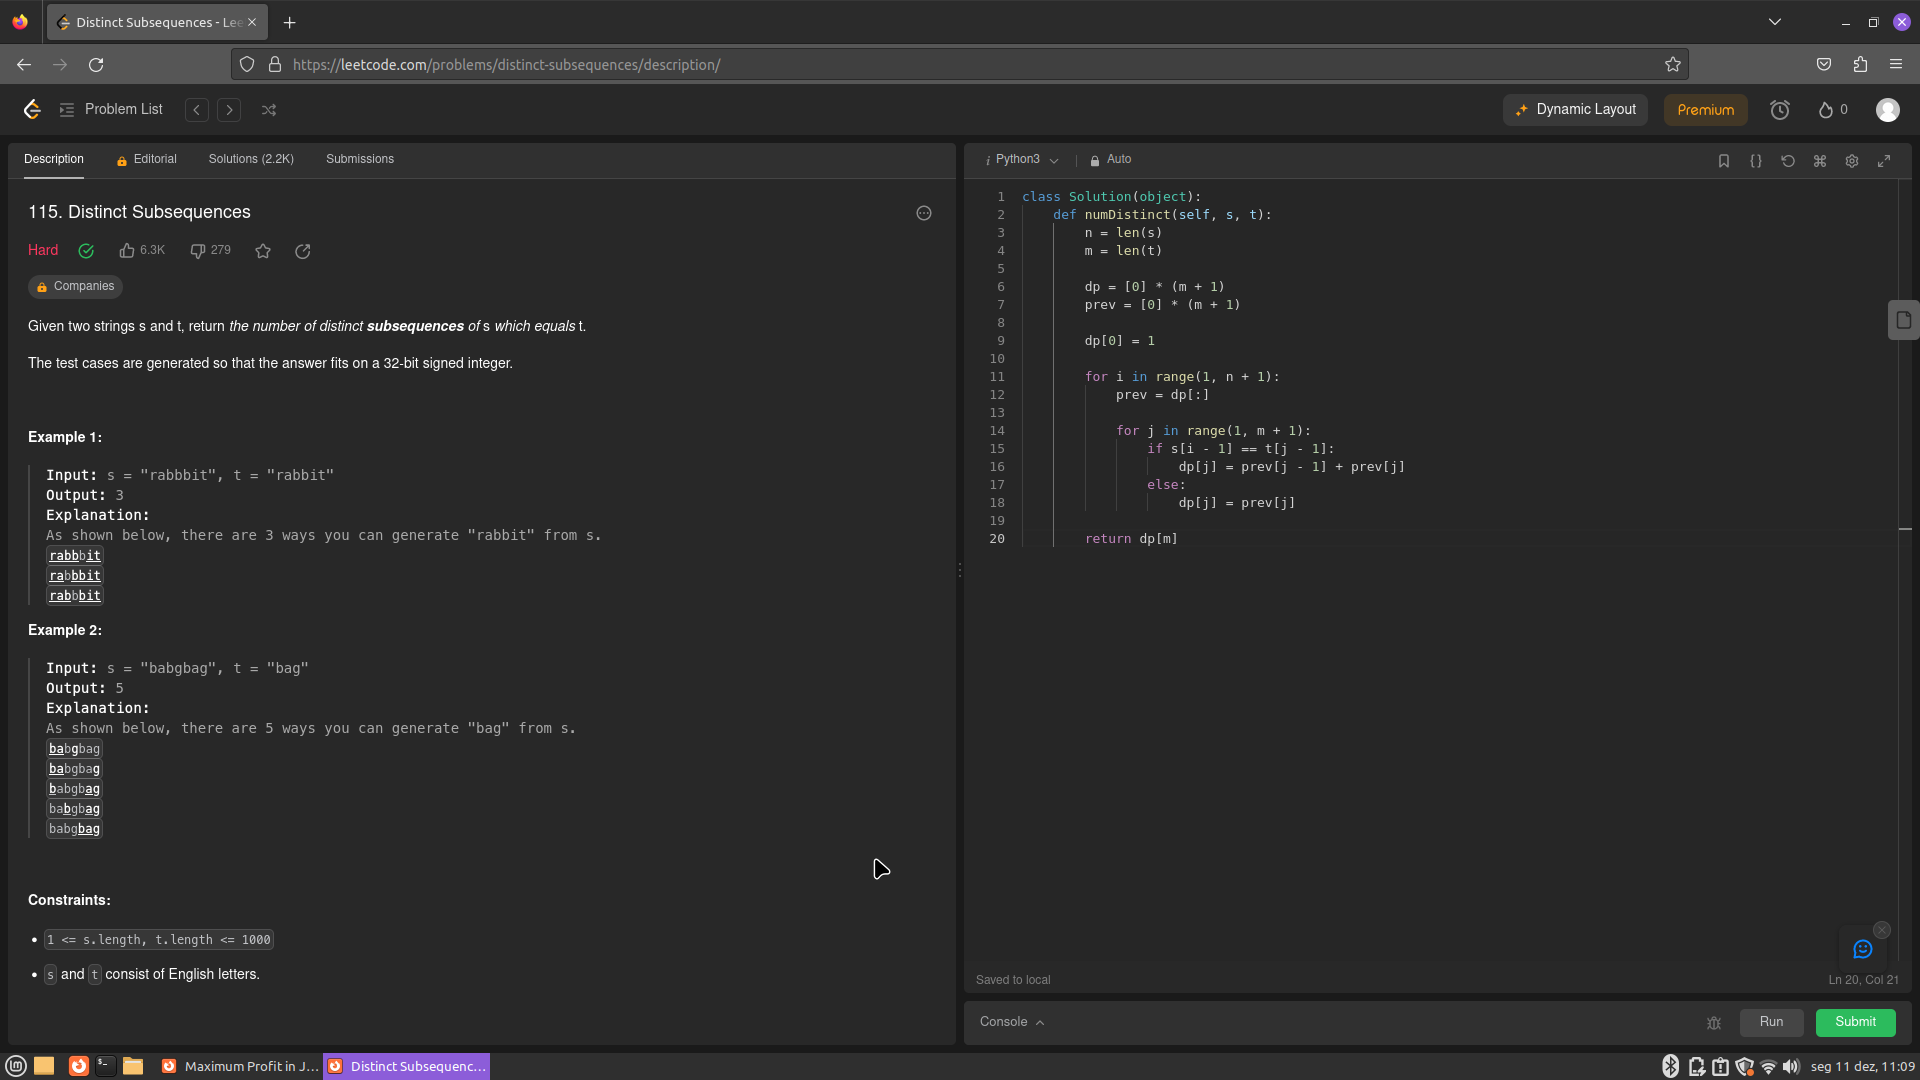 Distinct Subsequences - Lee
https://leetcode.com/problems/distinct-subsequences/description/
Problem List
Dynamic Layout
Premium
0
Description
Editorial
Solutions (2.2K)
Submissions
115. Distinct Subsequences
Hard
6.3K
279
Companies
Given two strings s and t, return the number of distinct subsequences of s which equals t.
The test cases are generated so that the answer fits on a 32-bit signed integer.
Example 1:
Input: s = "rabbbit", t = "rabbit"
Output: 3
Explanation:
As shown below, there are 3 ways you can generate "rabbit" from s.
rabbbit
rabbbit
rabbbit
Example 2:
Input: s = "babgbag", t = "bag"
Output: 5
Explanation:
As shown below, there are 5 ways you can generate "bag" from s.
babgbag
babgbag
babgbag
babgbag
babgbag
Constraints:
1 <= s.length, t.length <= 1000
s and t consist of English letters.
i Python3
Auto
{}
1 class Solution(object):
2 def numDistinct(self, s, t):
3 n = len(s)
4 m = len(t)
5
6 dp = [0] * (m + 1)
7 prev = [0] * (m + 1)
8
9 dp[0] = 1
10
11 for i in range(1, n + 1):
12 prev = dp[:]
13
14 for j in range(1, m + 1):
15 if s[i - 1] == t[j - 1]:
16 dp[j] = prev[j - 1] + prev[j]
17 else:
18 dp[j] = prev[j]
19
20 return dp[m]
Saved to local
Ln 20, Col 21
Console
Run
Submit
Maximum Profit in J...
Distinct Subsequenc...
seg 11 dez, 11:09